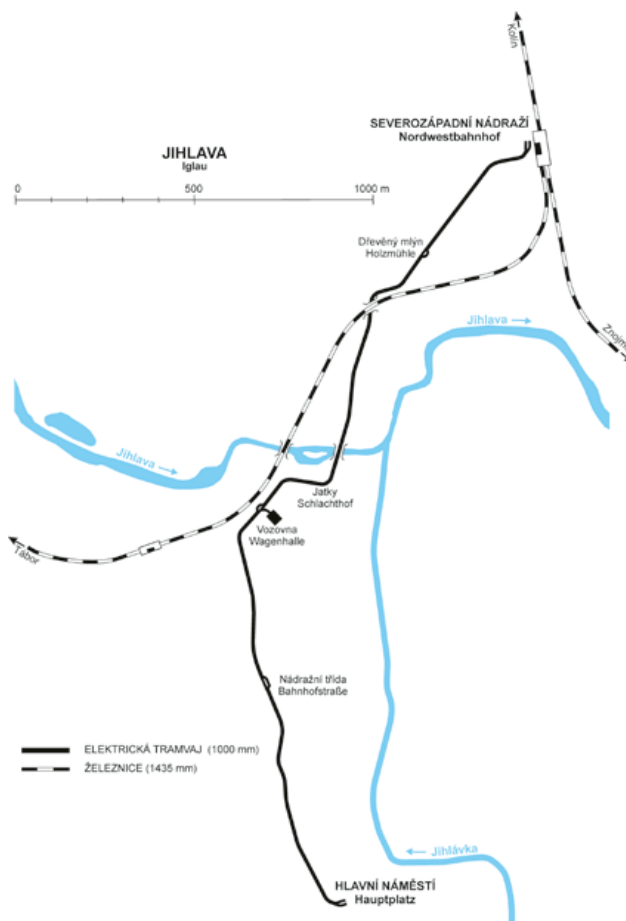 Kolín
SEVEROZÁPADNÍ NÁDRAŽÍ
Nordwestbahnhof
JIHLAVA
Iglau
0 500 1000 m
Dřevěný mlýn
Holzmühle
Jihlava →
Znojmo
Jihlava →
Jatky
Schlachthof
Vozovna
Wagenhalle
Tábor
Nádražní třída
Bahnhofstraße
ELEKTRICKÁ TRAMVAJ (1000 mm)
ŽELEZNICE (1435 mm)
← Jihlávka
HLAVNÍ NÁMĚSTÍ
Hauptplatz